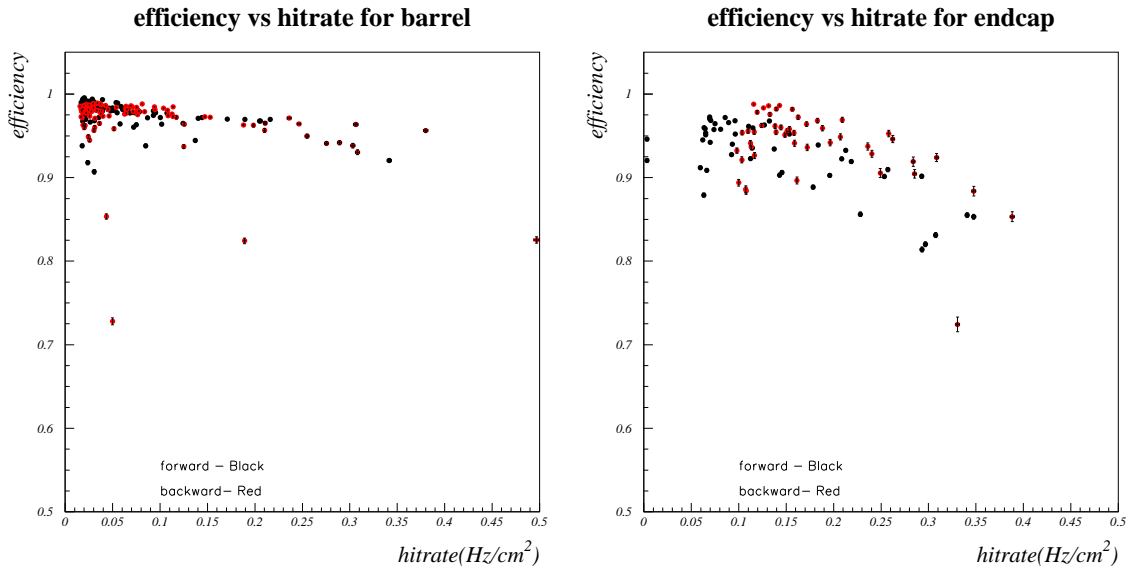 efficiency vs hitrate for barrel
efficiency
1
0.9
0.8
0.7
0.6
0.5
forward – Black
backward– Red
0 0.05 0.1 0.15 0.2 0.25 0.3 0.35 0.4 0.45 0.5
hitrate(Hz/cm²)
efficiency vs hitrate for endcap
efficiency
1
0.9
0.8
0.7
0.6
0.5
forward – Black
backward– Red
0 0.05 0.1 0.15 0.2 0.25 0.3 0.35 0.4 0.45 0.5
hitrate(Hz/cm²)